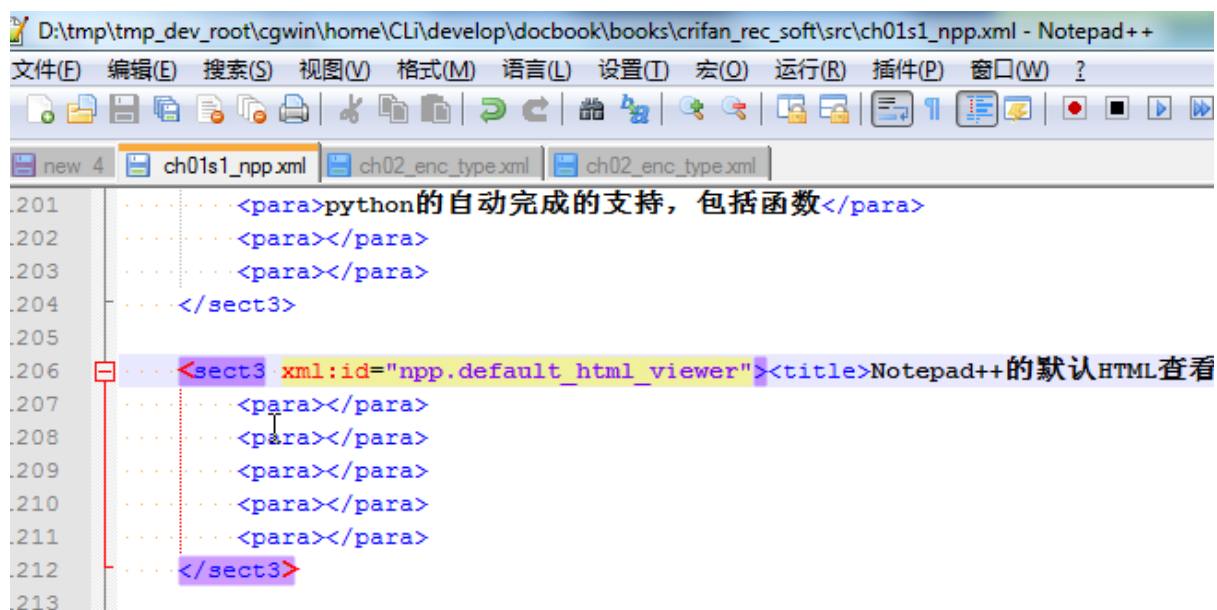 D:\tmp\tmp_dev_root\cgwin\home\CLi\develop\docbook\books\crifan_rec_soft\src\ch01s1_npp.xml - Notepad++
文件(F) 编辑(E) 搜索(S) 视图(V) 格式(M) 语言(L) 设置(T) 宏(O) 运行(R) 插件(P) 窗口(W) ?
new 4 ch01s1_npp.xml ch02_enc_type.xml ch02_enc_type.xml
201 <para>python的自动完成的支持，包括函数</para>
202 <para></para>
203 <para></para>
204 </sect3>
205
206 <sect3 xml:id="npp.default_html_viewer"><title>Notepad++的默认HTML查看
207 <para></para>
208 <para></para>
209 <para></para>
210 <para></para>
211 <para></para>
212 </sect3>
213